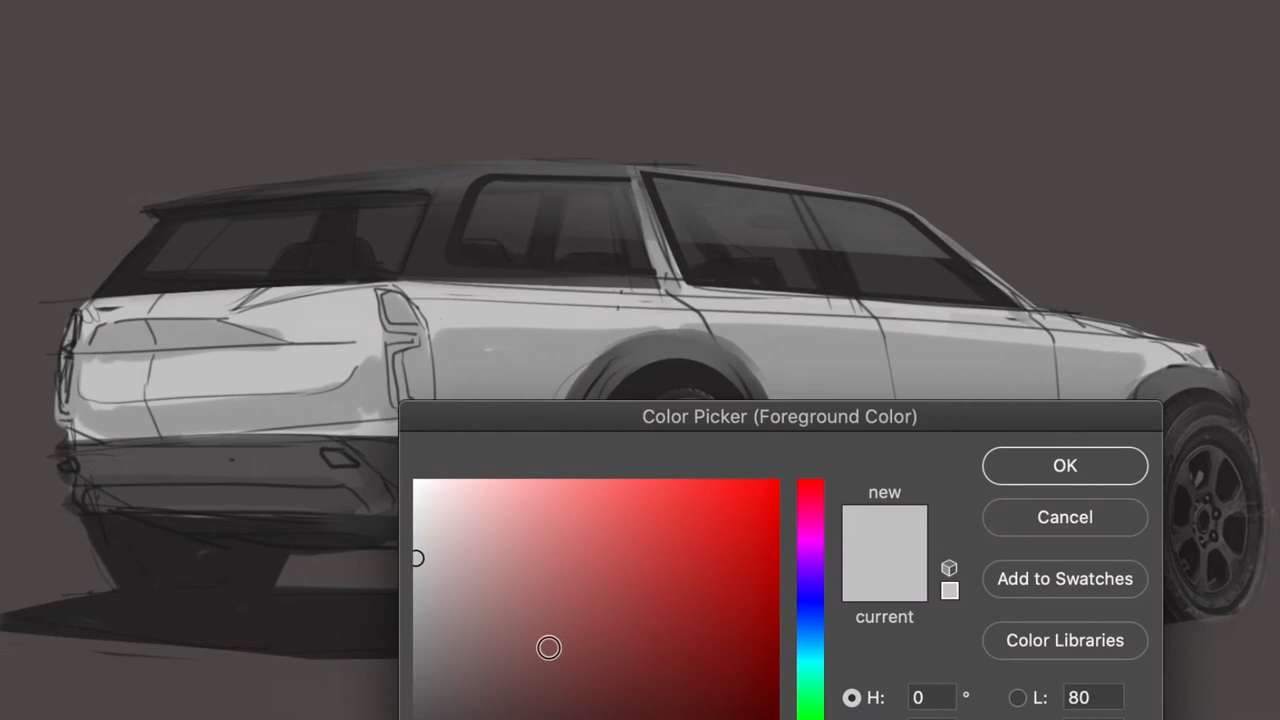 Color Picker (Foreground Color)
OK
new
Cancel
Add to Swatches
current
Color Libraries
H: 0 ° L: 80